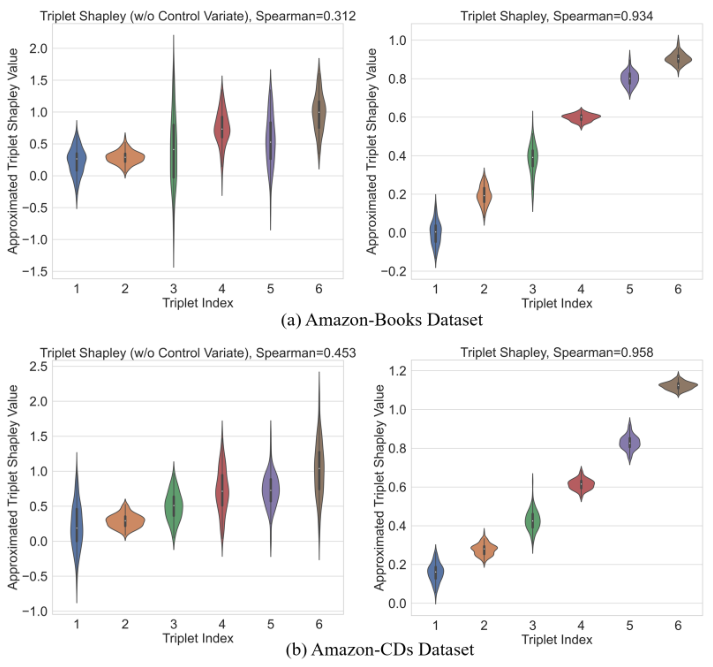 Triplet Shapley (w/o Control Variate), Spearman=0.312
Approximated Triplet Shapley Value
2.0
1.5
1.0
0.5
0.0
−0.5
−1.0
−1.5
1 2 3 4 5 6
Triplet Index
Triplet Shapley, Spearman=0.934
Approximated Triplet Shapley Value
1.0
0.8
0.6
0.4
0.2
0.0
−0.2
1 2 3 4 5 6
Triplet Index
(a) Amazon-Books Dataset
Triplet Shapley (w/o Control Variate), Spearman=0.453
Approximated Triplet Shapley Value
2.5
2.0
1.5
1.0
0.5
0.0
−0.5
−1.0
1 2 3 4 5 6
Triplet Index
Triplet Shapley, Spearman=0.958
Approximated Triplet Shapley Value
1.2
1.0
0.8
0.6
0.4
0.2
0.0
1 2 3 4 5 6
Triplet Index
(b) Amazon-CDs Dataset